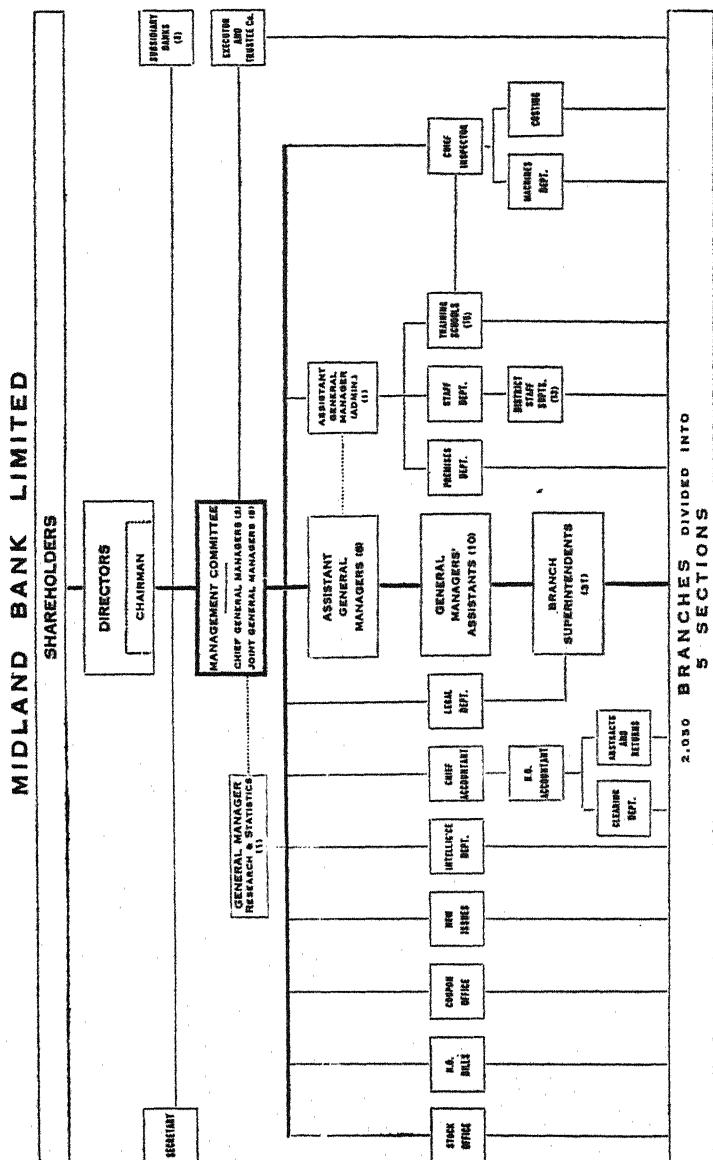 MIDLAND BANK LIMITED
SHAREHOLDERS
DIRECTORS
CHAIRMAN
SECRETARY
SUBSIDIARY
BANKS
GENERAL MANAGER
RESEARCH & STATISTICS
(1)
MANAGEMENT COMMITTEE
CHIEF GENERAL MANAGERS (2)
JOINT GENERAL MANAGERS
EXECUTOR
AND
TRUSTEE Co.
ASSISTANT
GENERAL
MANAGERS
ASSISTANT
GENERAL
MANAGER
(ADMIN.)
(1)
STOCK
OFFICE
H.O.
BILLS
COUPON
OFFICE
NEW
ISSUES
INTELLIG'CE
DEPT.
CHIEF
ACCOUNTANT
LEGAL
DEPT.
GENERAL
MANAGERS'
ASSISTANTS (10)
PREMISES
DEPT.
STAFF
DEPT.
TRAINING
SCHOOLS
CHIEF
INSPECTOR
H.O.
ACCOUNTANT
BRANCH
SUPERINTENDENTS
(31)
DISTRICT
STAFF
SUPTS.
MACHINES
DEPT.
COSTING
CLEARING
DEPT.
ABSTRACTS
AND
RETURNS
2,050 BRANCHES DIVIDED INTO
5 SECTIONS